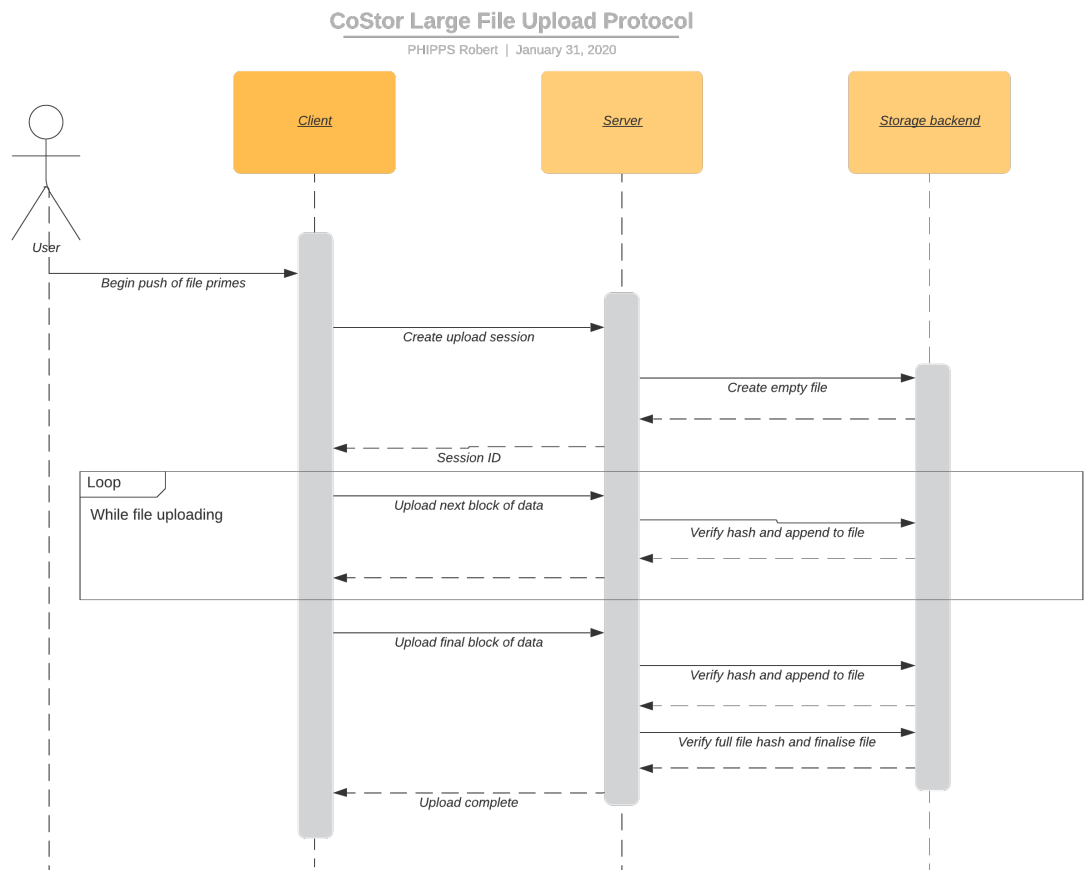 CoStor Large File Upload Protocol
PHIPPS Robert | January 31, 2020
Client
Server
Storage backend
User
Begin push of file primes
Create upload session
Create empty file
Session ID
Loop
While file uploading
Upload next block of data
Verify hash and append to file
Upload final block of data
Verify hash and append to file
Verify full file hash and finalise file
Upload complete